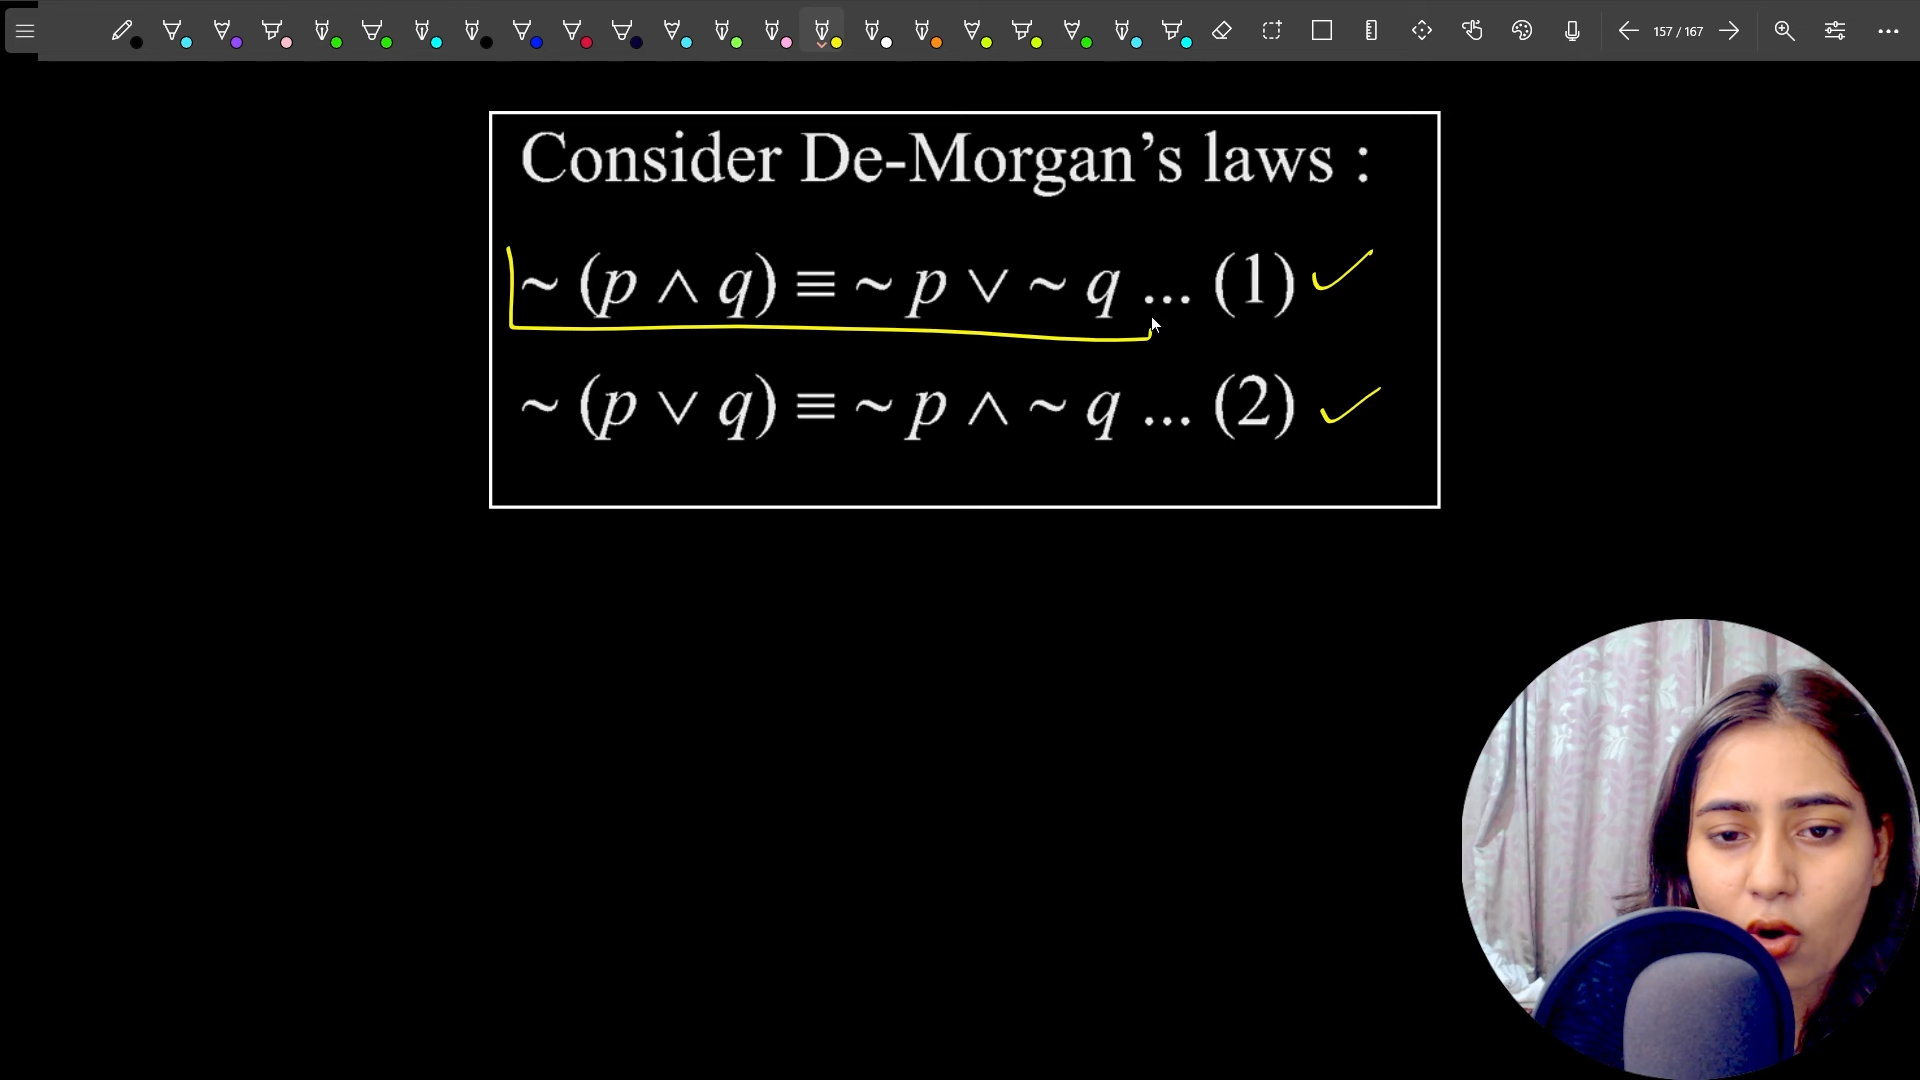 157 / 167
Consider De-Morgan’s laws :
~ (p ∧ q) ≡ ~ p ∨ ~ q ... (1)
~ (p ∨ q) ≡ ~ p ∧ ~ q ... (2)